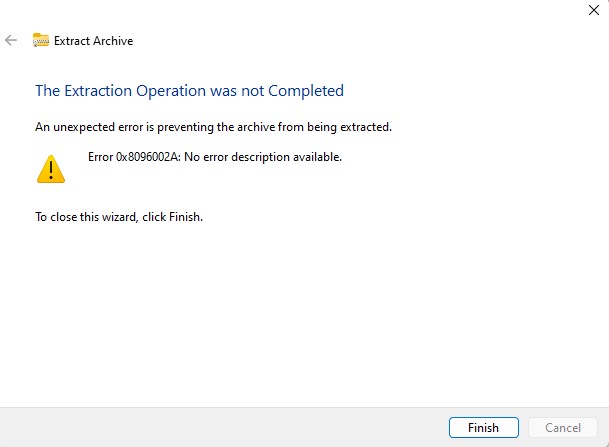 Extract Archive
The Extraction Operation was not Completed
An unexpected error is preventing the archive from being extracted.
Error 0x8096002A: No error description available.
To close this wizard, click Finish.
Finish
Cancel